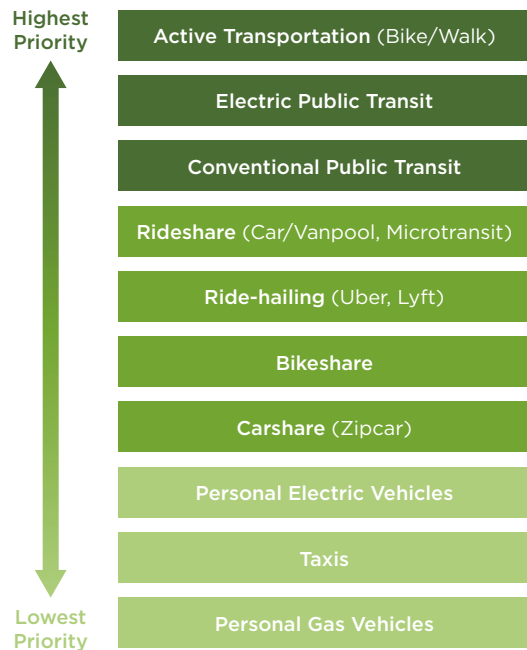 Highest
Priority
Active Transportation (Bike/Walk)
Electric Public Transit
Conventional Public Transit
Rideshare (Car/Vanpool, Microtransit)
Ride-hailing (Uber, Lyft)
Bikeshare
Carshare (Zipcar)
Personal Electric Vehicles
Taxis
Lowest
Priority
Personal Gas Vehicles